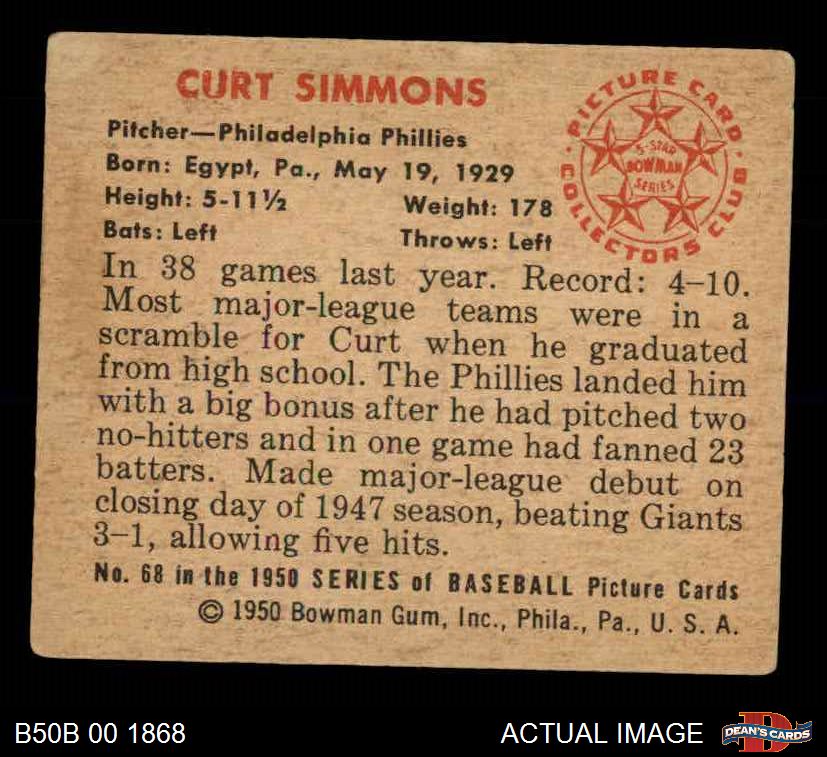 CURT SIMMONS
Pitcher—Philadelphia Phillies
Born: Egypt, Pa., May 19, 1929
Height: 5-11½ Weight: 178
Bats: Left Throws: Left
PICTURE CARD
COLLECTORS CLUB
5-STAR
BOWMAN
SERIES
In 38 games last year. Record: 4–10.
Most major-league teams were in a
scramble for Curt when he graduated
from high school. The Phillies landed him
with a big bonus after he had pitched two
no-hitters and in one game had fanned 23
batters. Made major-league debut on
closing day of 1947 season, beating Giants
3–1, allowing five hits.
No. 68 in the 1950 SERIES of BASEBALL Picture Cards
© 1950 Bowman Gum, Inc., Phila., Pa., U. S. A.
B50B 00 1868 ACTUAL IMAGE
D
DEAN'S CARDS